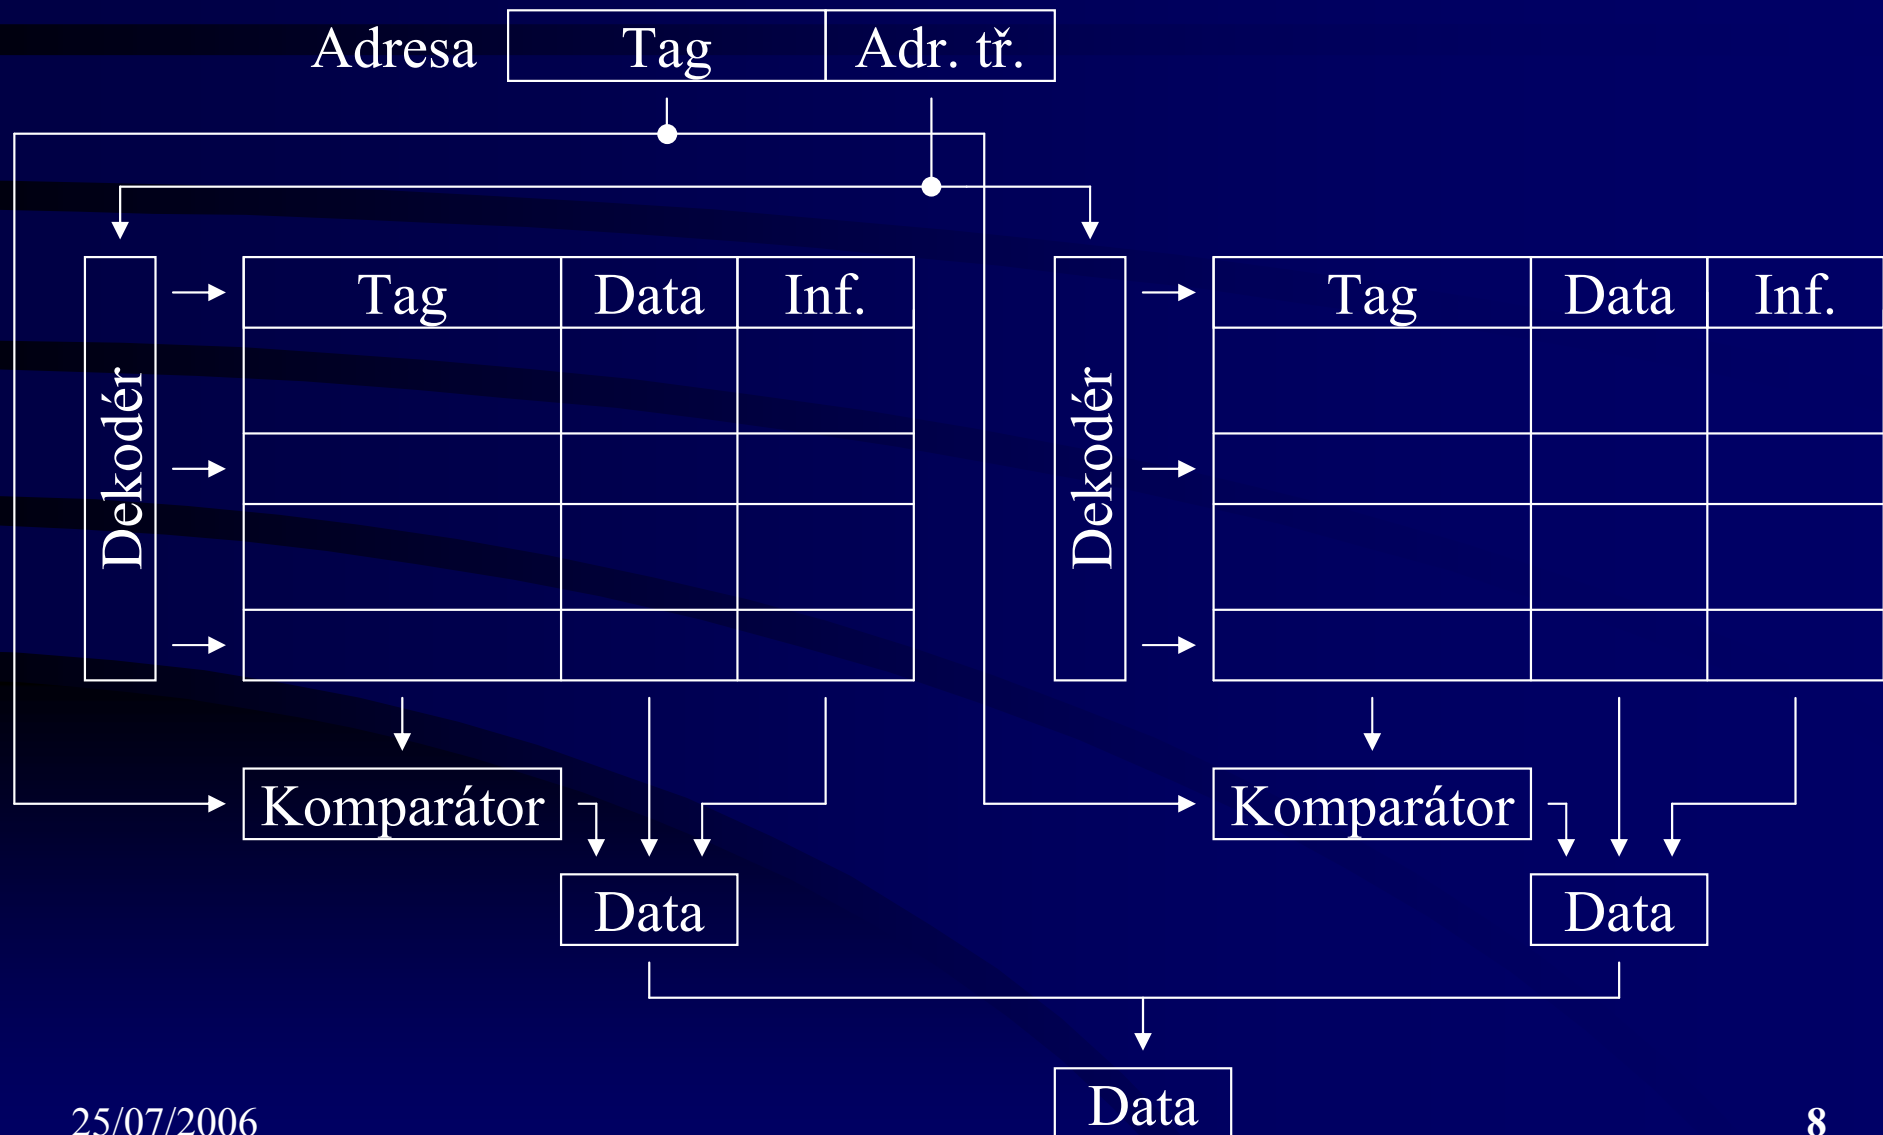 Adresa Tag Adr. tř.
Dekodér
Tag Data Inf.
Dekodér
Tag Data Inf.
Komparátor
Komparátor
Data
Data
Data
25/07/2006
8